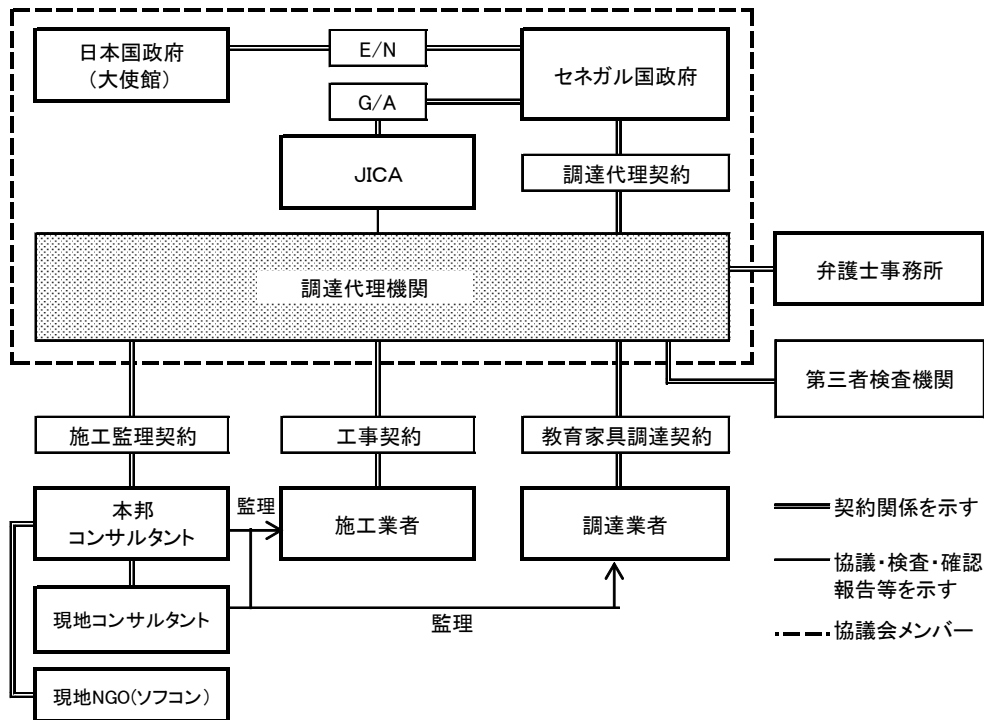 日本国政府
（大使館）
E/N
セネガル国政府
G/A
JICA
調達代理契約
調達代理機関
弁護士事務所
第三者検査機関
施工監理契約
工事契約
教育家具調達契約
本邦
コンサルタント
監理
施工業者
調達業者
現地コンサルタント
監理
現地NGO(ソフコン）
契約関係を示す
協議・検査・確認
報告等を示す
協議会メンバー